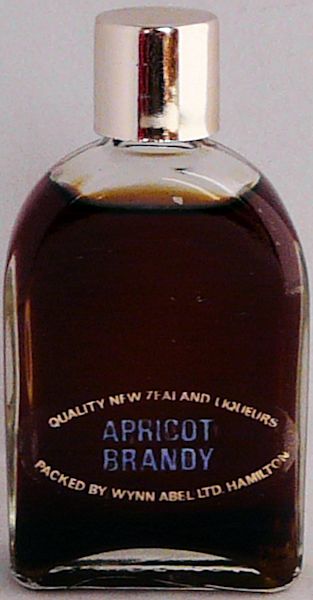 QUALITY NEW ZEALAND LIQUEURS
APRICOT
BRANDY
PACKED BY WYNN ABEL LTD. HAMILTON